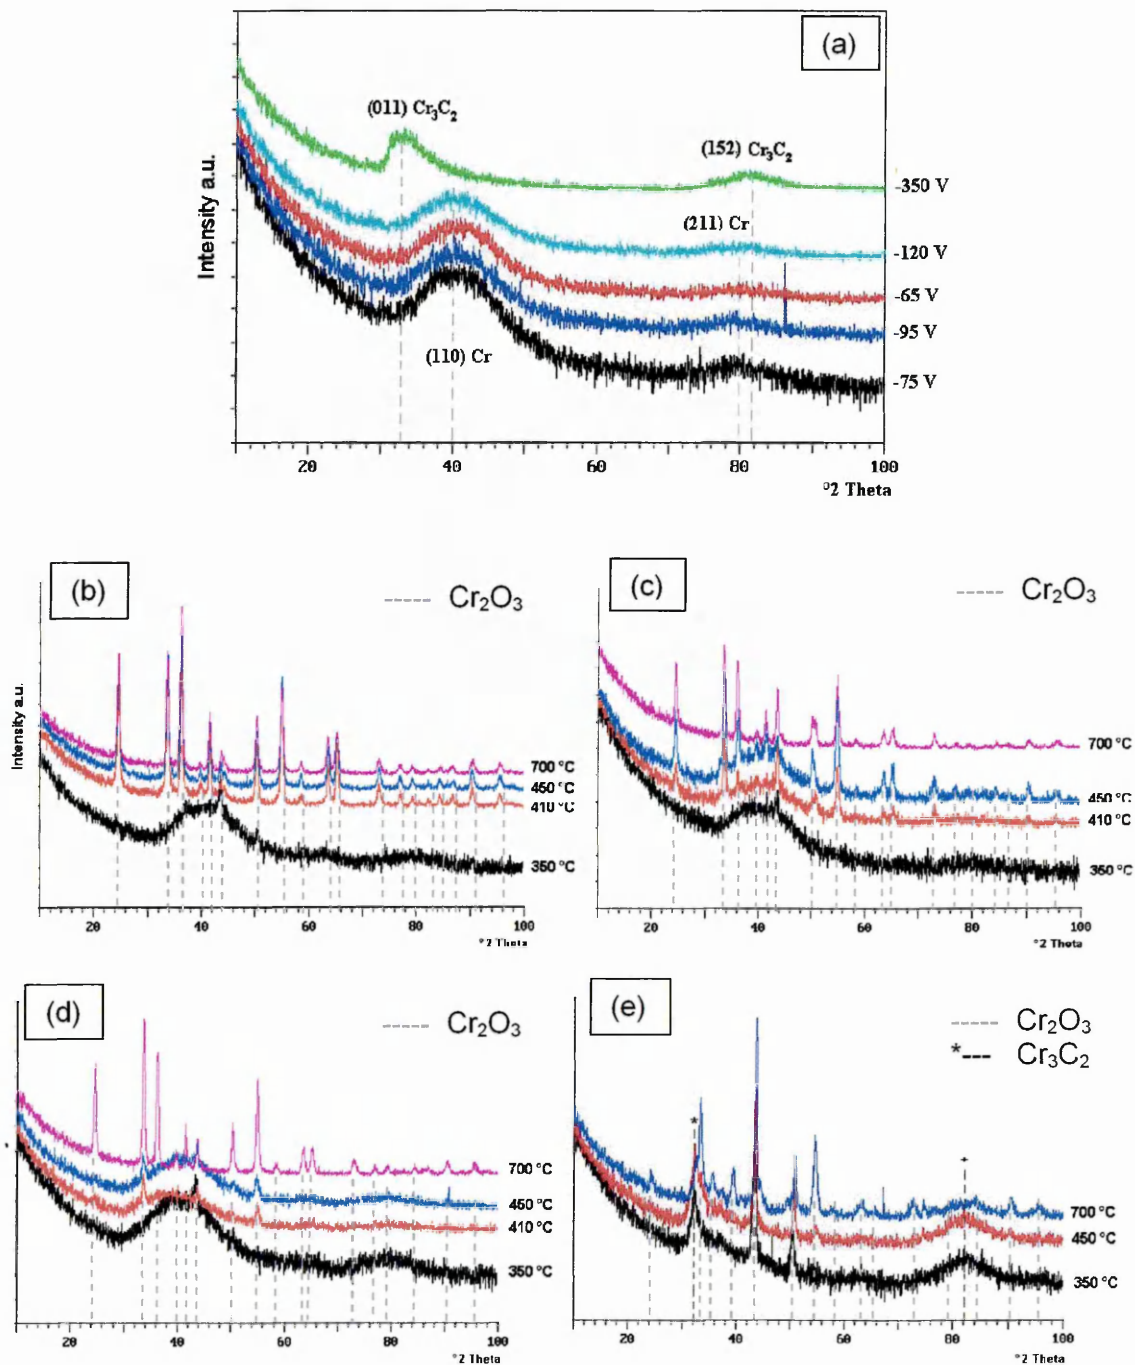 (a)
(011) Cr₃C₂
(152) Cr₃C₂
-350 V
(211) Cr
-120 V
-65 V
-95 V
(110) Cr
-75 V
Intensity a.u.
20 40 60 80 100
°2 Theta
(b)
---- Cr₂O₃
Intensity a.u.
700 °C
450 °C
410°C
350 °C
20 40 60 80 100
°2 Theta
(c)
---- Cr₂O₃
700 °C
450 °C
410 °C
350 °C
20 40 60 80 100
°2 Theta
(d)
---- Cr₂O₃
700 °C
450 °C
410 °C
350 °C
20 40 60 80 100
°2 Theta
(e)
---- Cr₂O₃
*--- Cr₃C₂
*
*
700 °C
450 °C
350 °C
20 40 60 80 100
°2 Theta